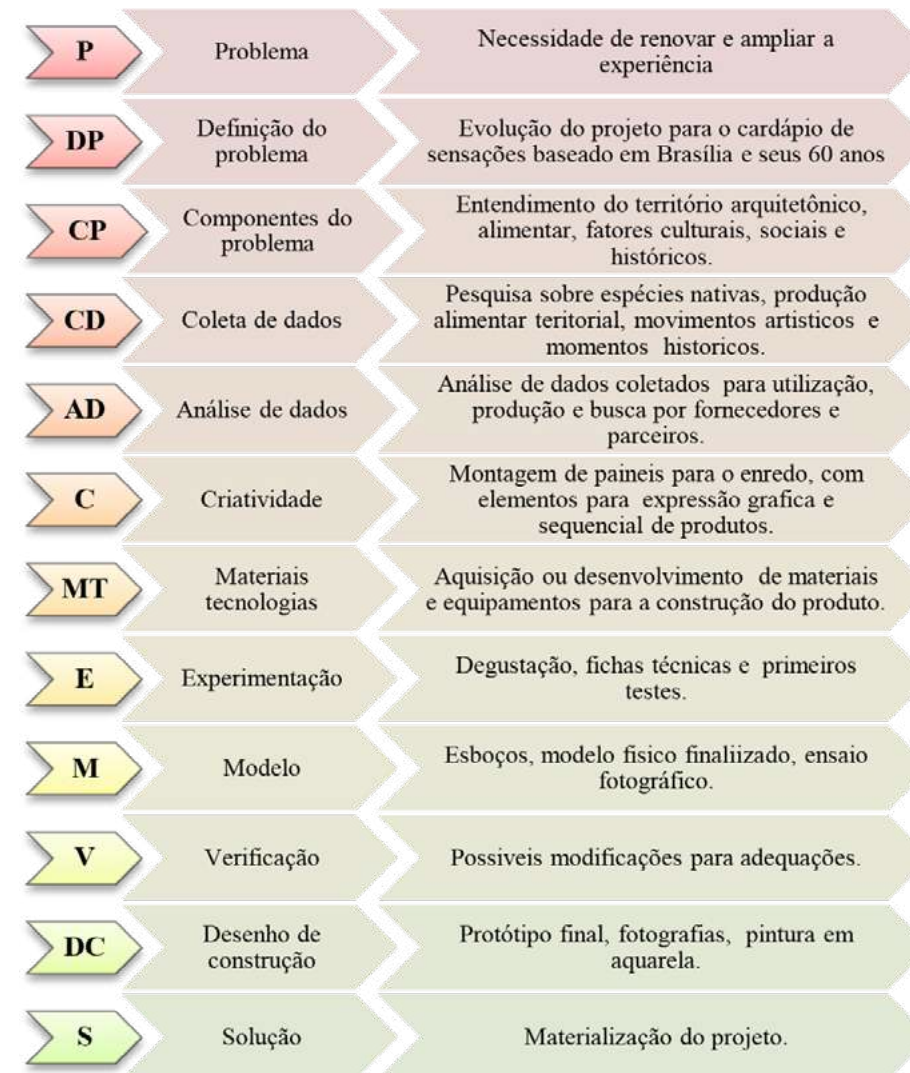 P
Problema
Necessidade de renovar e ampliar a
experiência
DP
Definição do
problema
Evolução do projeto para o cardápio de
sensações baseado em Brasília e seus 60 anos
CP
Componentes do
problema
Entendimento do território arquitetônico,
alimentar, fatores culturais, sociais e
históricos.
CD
Coleta de dados
Pesquisa sobre espécies nativas, produção
alimentar teritorial, movimentos artisticos e
momentos historicos.
AD
Análise de dados
Análise de dados coletados para utilização,
produção e busca por fornecedores e
parceiros.
C
Criatividade
Montagem de paineis para o enredo, com
elementos para expressão grafica e
sequencial de produtos.
MT
Materiais
tecnologias
Aquisição ou desenvolvimento de materiais
e equipamentos para a construção do produto.
E
Experimentação
Degustação, fichas técnicas e primeiros
testes.
M
Modelo
Esboços, modelo fisico finaliizado, ensaio
fotográfico.
V
Verificação
Possiveis modificações para adequações.
DC
Desenho de
construção
Protótipo final, fotografias, pintura em
aquarela.
S
Solução
Materialização do projeto.